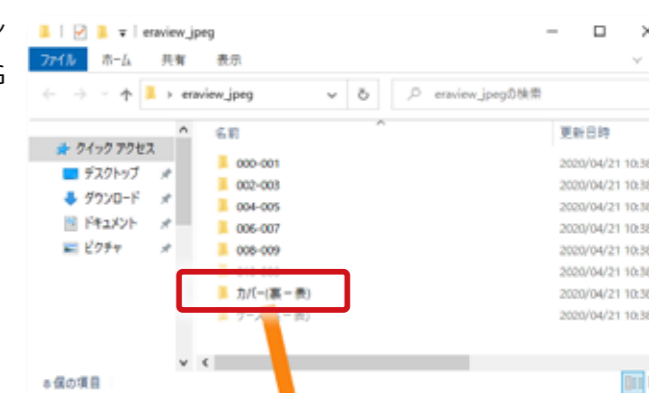 eraview_jpeg
ファイル ホーム 共有 表示
eraview_jpeg eraview_jpegの検索
名前 更新日時
クイック アクセス
000-001 2020/04/21 10:38
デスクトップ
002-003 2020/04/21 10:38
ダウンロード
004-005 2020/04/21 10:38
ドキュメント
006-007 2020/04/21 10:38
ピクチャ
008-009 2020/04/21 10:38
2020/04/21 10:38
カバー(裏－表) 2020/04/21 10:38
2020/04/21 10:38
8 個の項目